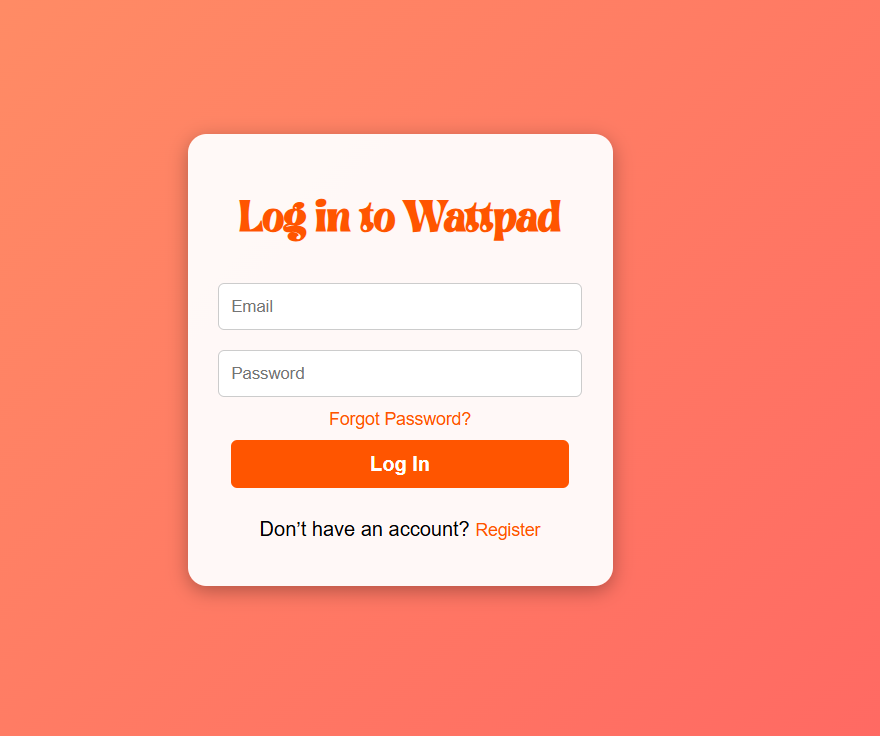 Log in to Wattpad
Email
Password
Forgot Password?
Log In
Don’t have an account? Register